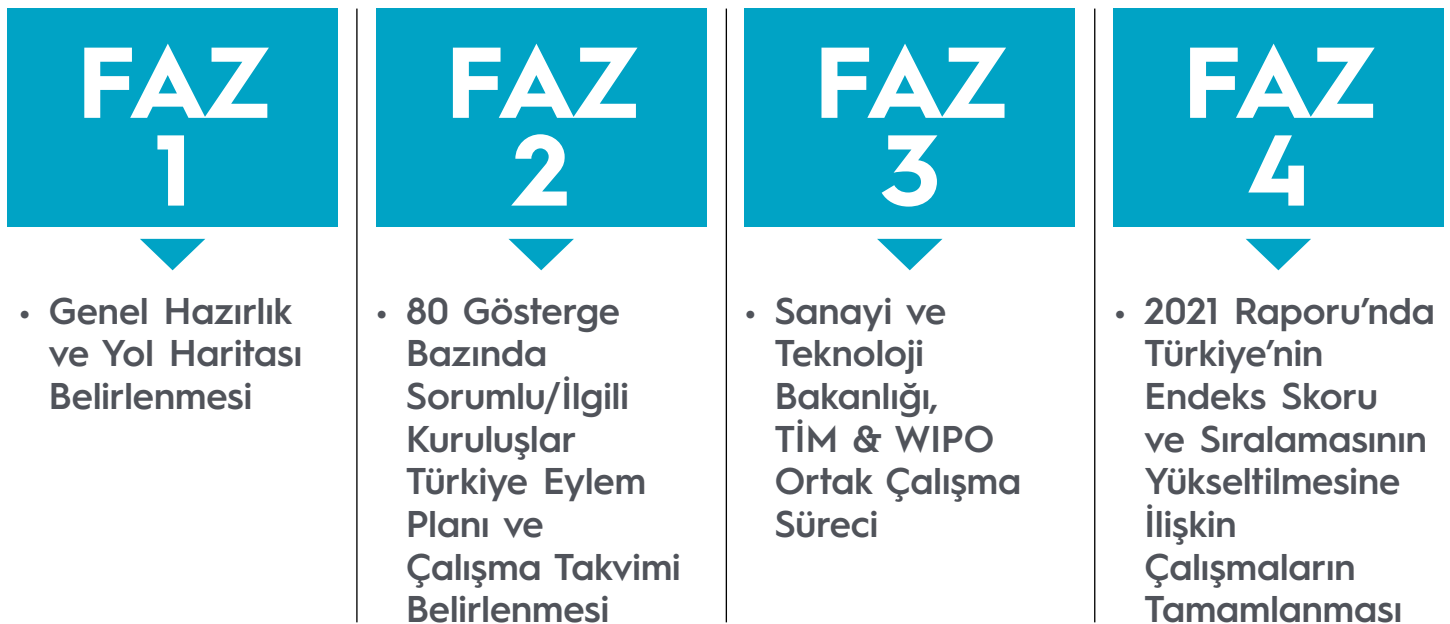 FAZ
1
• Genel Hazırlık
ve Yol Haritası
Belirlenmesi
FAZ
2
• 80 Gösterge
Bazında
Sorumlu/İlgili
Kuruluşlar
Türkiye Eylem
Planı ve
Çalışma Takvimi
Belirlenmesi
FAZ
3
• Sanayi ve
Teknoloji
Bakanlığı,
TİM & WIPO
Ortak Çalışma
Süreci
FAZ
4
• 2021 Raporu’nda
Türkiye’nin
Endeks Skoru
ve Sıralamasının
Yükseltilmesine
İlişkin
Çalışmaların
Tamamlanması